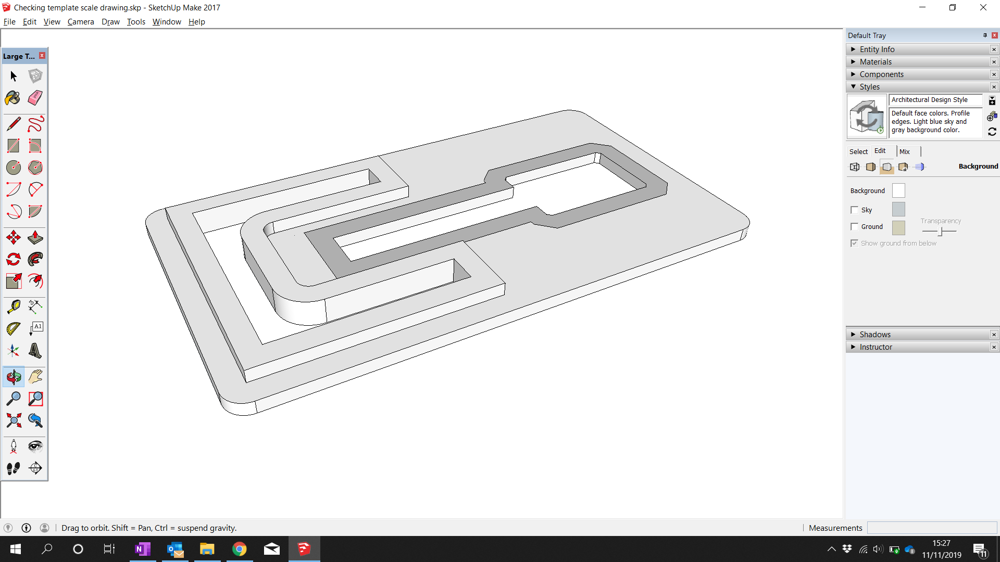 Checking template scale drawing.skp - SketchUp Make 2017
File Edit View Camera Draw Tools Window Help
Large T...
Default Tray
Entity Info
Materials
Components
Styles
Architectural Design Style
Default face colors. Profile
edges. Light blue sky and
gray background color.
Select Edit Mix
Background
Background
Sky
Ground
Transparency
Show ground from below
Shadows
Instructor
A1
Drag to orbit. Shift = Pan, Ctrl = suspend gravity.
Measurements
15:27
11/11/2019
11